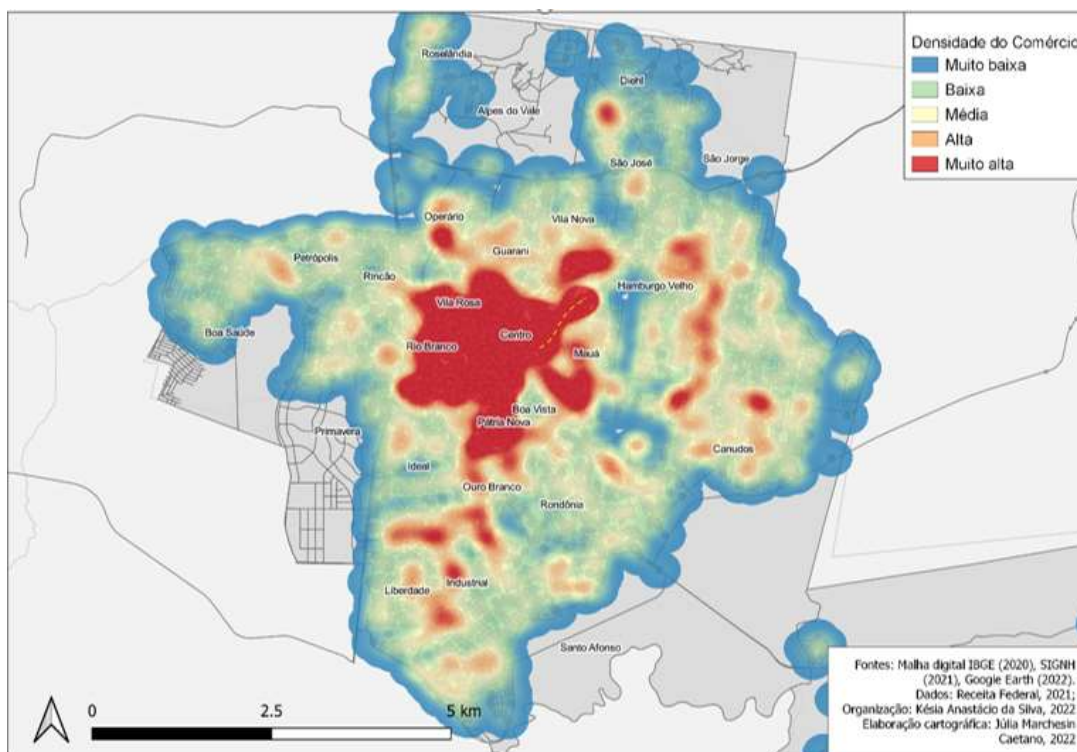 Densidade do Comércio
Muito baixa
Baixa
Média
Alta
Muito alta
Roselândia
Diehl
Alpes do Vale
São José
São Jorge
Operário
Vila Nova
Guarani
Petrópolis
Rincão
Hamburgo Velho
Vila Rosa
Boa Saúde
Centro
Rio Branco
Mauá
Boa Vista
Pátria Nova
Primavera
Canudos
Ideal
Ouro Branco
Rondônia
Industrial
Liberdade
Santo Afonso
0
2.5
5 km
Fontes: Malha digital IBGE (2020), SIGNH
(2021), Google Earth (2022).
Dados: Receita Federal, 2021;
Organização: Késia Anastácio da Silva, 2022
Elaboração cartográfica: Júlia Marchesin
Caetano, 2022